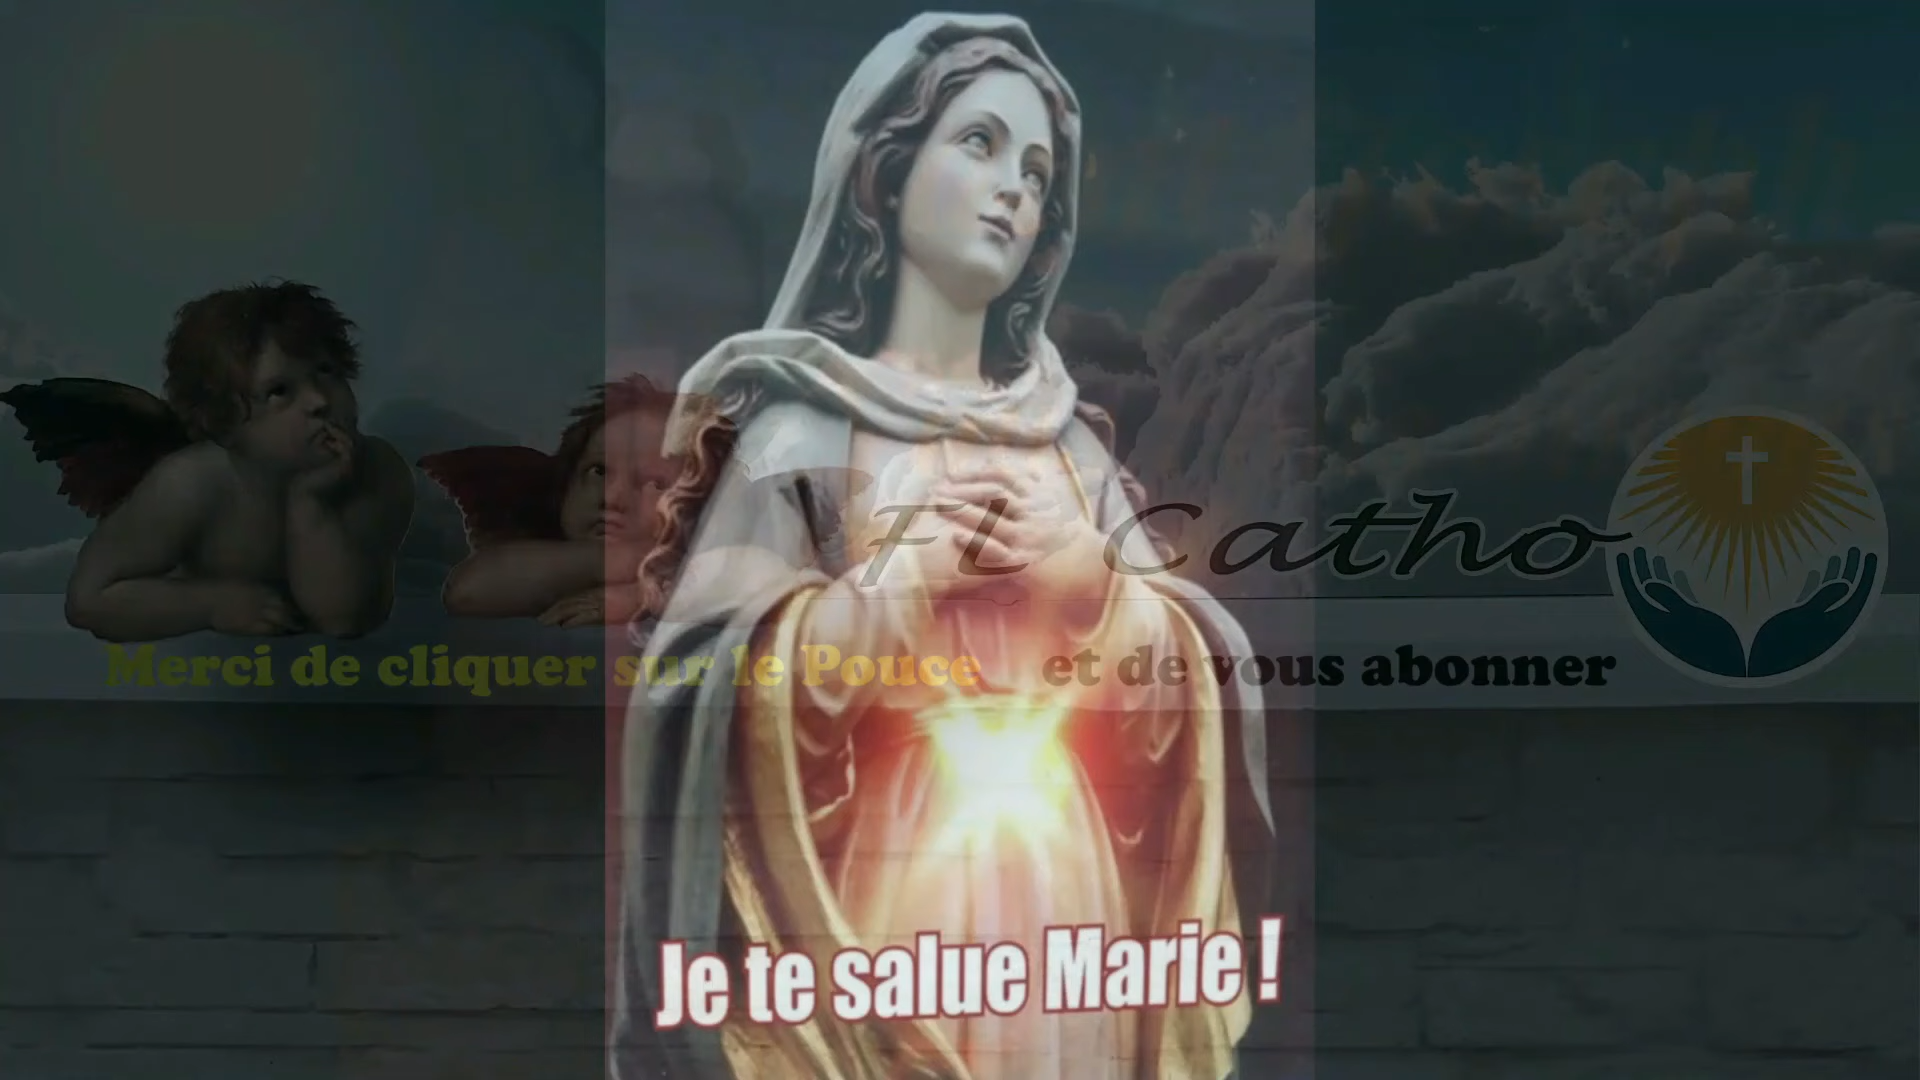 FL Catho
Merci de cliquer sur le Pouce et de vous abonner
Je te salue Marie !